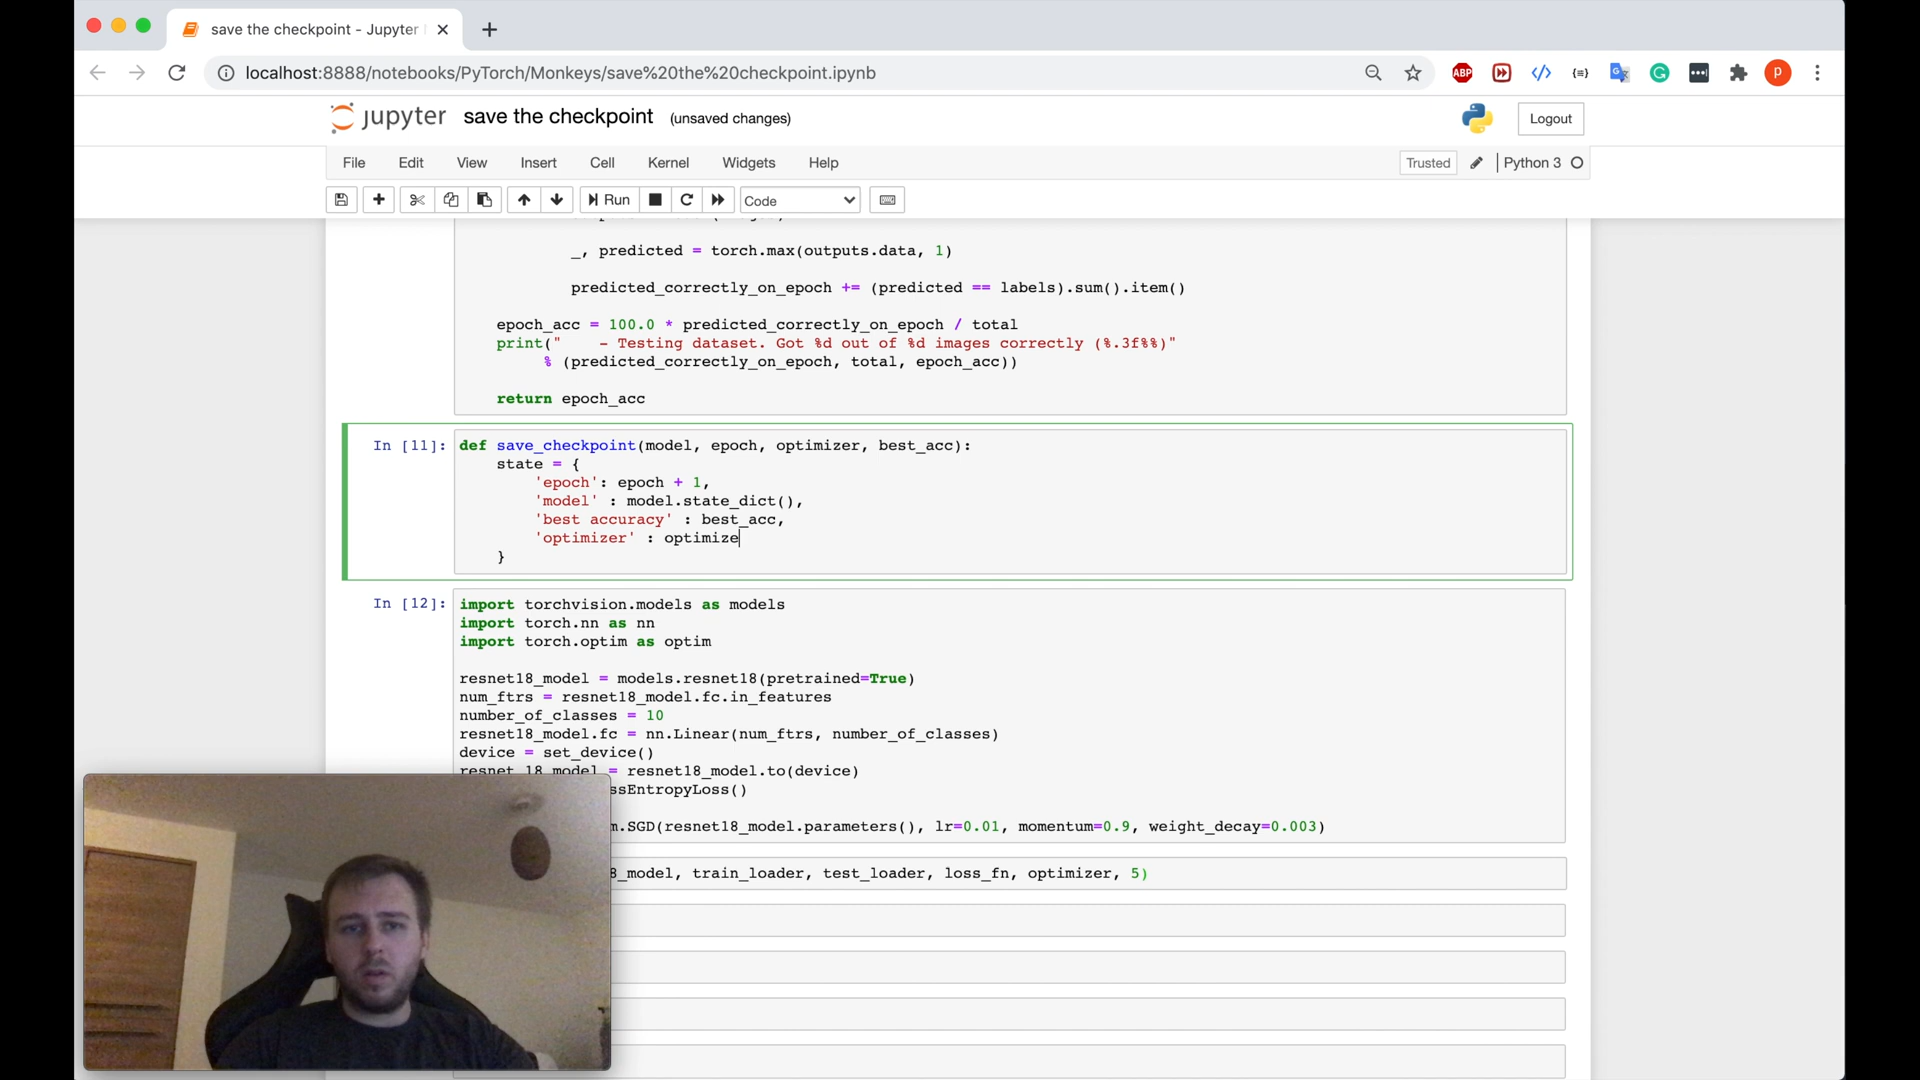 save the checkpoint - Jupyter
localhost:8888/notebooks/PyTorch/Monkeys/save%20the%20checkpoint.ipynb
ABP
P
jupyter save the checkpoint (unsaved changes)
Logout
File Edit View Insert Cell Kernel Widgets Help
Trusted Python 3
Run Code
_, predicted = torch.max(outputs.data, 1)
predicted_correctly_on_epoch += (predicted == labels).sum().item()
epoch_acc = 100.0 * predicted_correctly_on_epoch / total
print("    - Testing dataset. Got %d out of %d images correctly (%.3f%%)"
% (predicted_correctly_on_epoch, total, epoch_acc))
return epoch_acc
In [11]: def save_checkpoint(model, epoch, optimizer, best_acc):
state = {
'epoch': epoch + 1,
'model' : model.state_dict(),
'best accuracy' : best_acc,
'optimizer' : optimize
}
In [12]: import torchvision.models as models
import torch.nn as nn
import torch.optim as optim
resnet18_model = models.resnet18(pretrained=True)
num_ftrs = resnet18_model.fc.in_features
number_of_classes = 10
resnet18_model.fc = nn.Linear(num_ftrs, number_of_classes)
device = set_device()
resnet_18_model = resnet18_model.to(device)
ssEntropyLoss()
m.SGD(resnet18_model.parameters(), lr=0.01, momentum=0.9, weight_decay=0.003)
8_model, train_loader, test_loader, loss_fn, optimizer, 5)